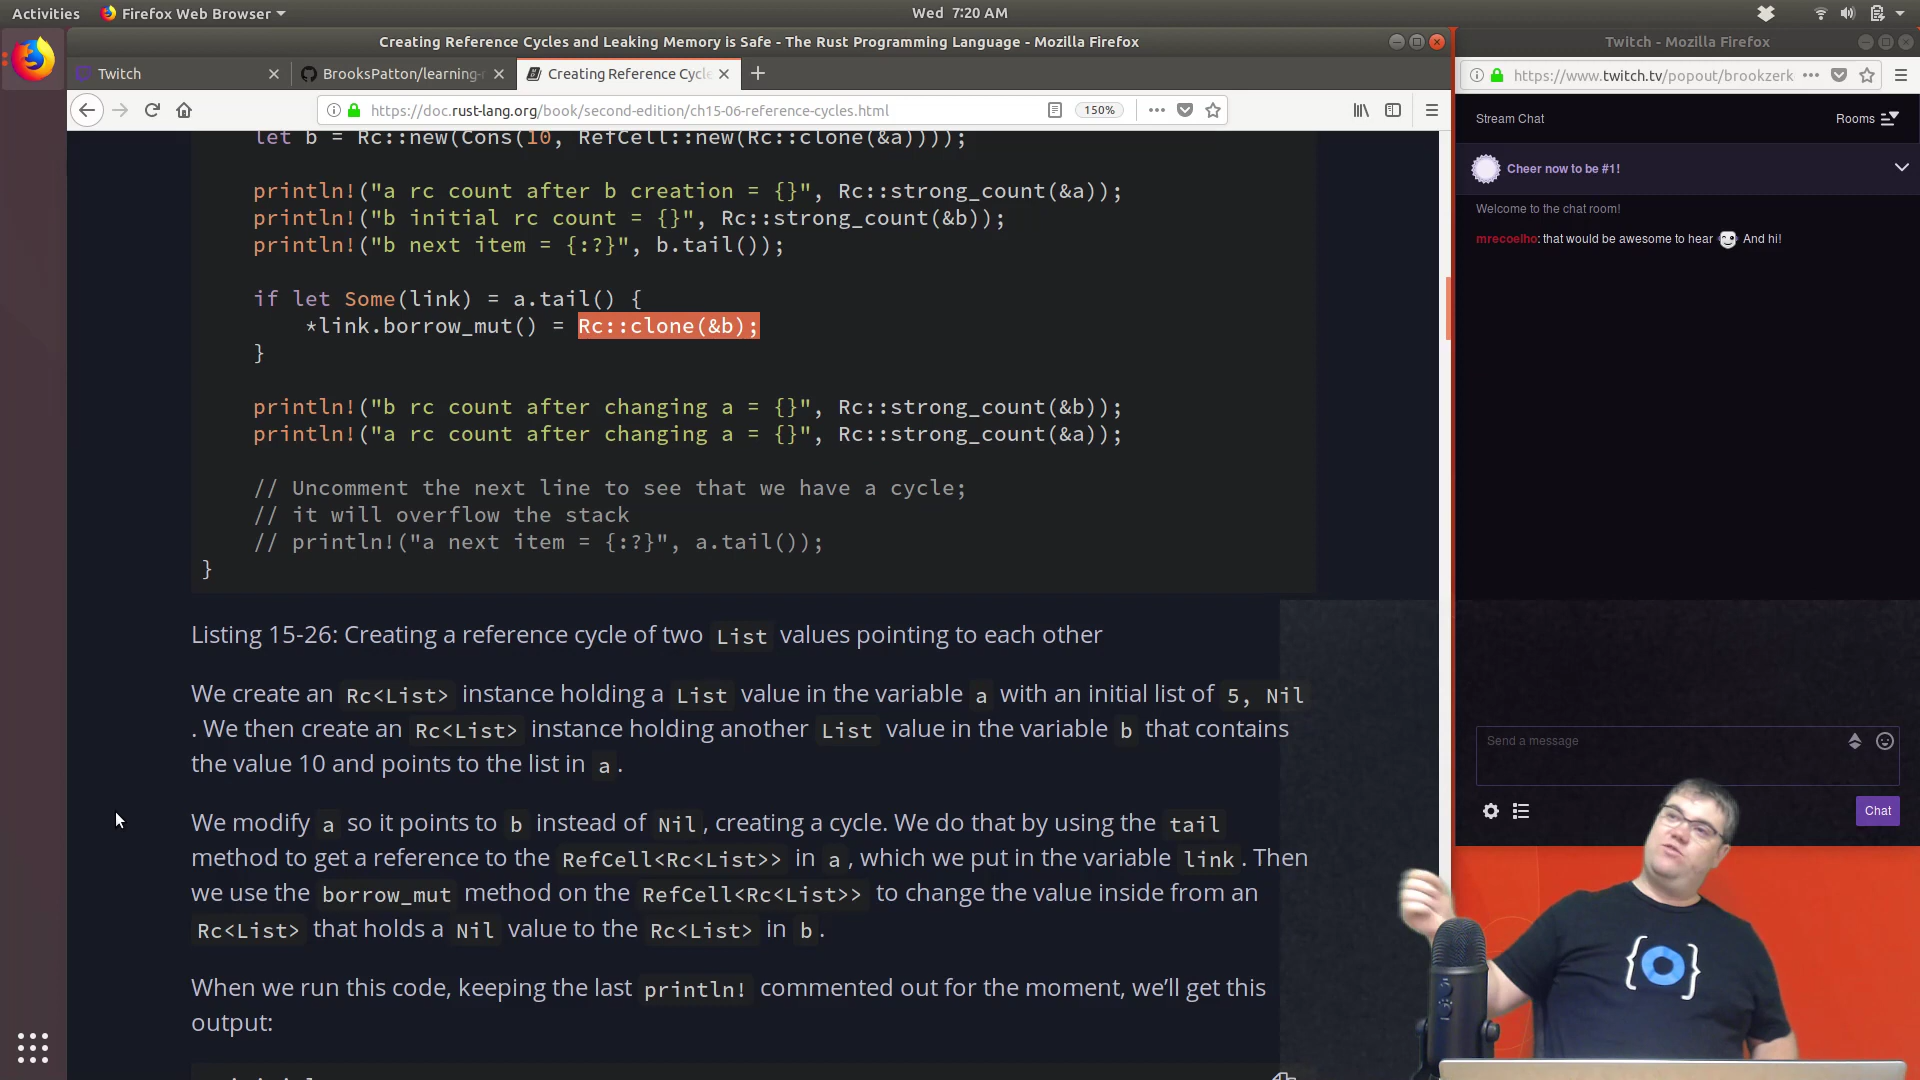 Activities
Firefox Web Browser
Wed 7:20 AM
Creating Reference Cycles and Leaking Memory is Safe - The Rust Programming Language - Mozilla Firefox
Twitch - Mozilla Firefox
Twitch
BrooksPatton/learning-
Creating Reference Cycl
https://doc.rust-lang.org/book/second-edition/ch15-06-reference-cycles.html
150%
https://www.twitch.tv/popout/brookzerk
let b = Rc::new(Cons(10, RefCell::new(Rc::clone(&a))));
println!("a rc count after b creation = {}", Rc::strong_count(&a));
println!("b initial rc count = {}", Rc::strong_count(&b));
println!("b next item = {:?}", b.tail());
if let Some(link) = a.tail() {
*link.borrow_mut() = Rc::clone(&b);
}
println!("b rc count after changing a = {}", Rc::strong_count(&b));
println!("a rc count after changing a = {}", Rc::strong_count(&a));
// Uncomment the next line to see that we have a cycle;
// it will overflow the stack
// println!("a next item = {:?}", a.tail());
}
Listing 15-26: Creating a reference cycle of two List values pointing to each other
We create an Rc<List> instance holding a List value in the variable a with an initial list of 5, Nil
. We then create an Rc<List> instance holding another List value in the variable b that contains
the value 10 and points to the list in a.
We modify a so it points to b instead of Nil, creating a cycle. We do that by using the tail
method to get a reference to the RefCell<Rc<List>> in a, which we put in the variable link. Then
we use the borrow_mut method on the RefCell<Rc<List>> to change the value inside from an
Rc<List> that holds a Nil value to the Rc<List> in b.
When we run this code, keeping the last println! commented out for the moment, we'll get this
output:
Stream Chat
Rooms
Cheer now to be #1!
Welcome to the chat room!
mrecoelho: that would be awesome to hear And hi!
Send a message
Chat